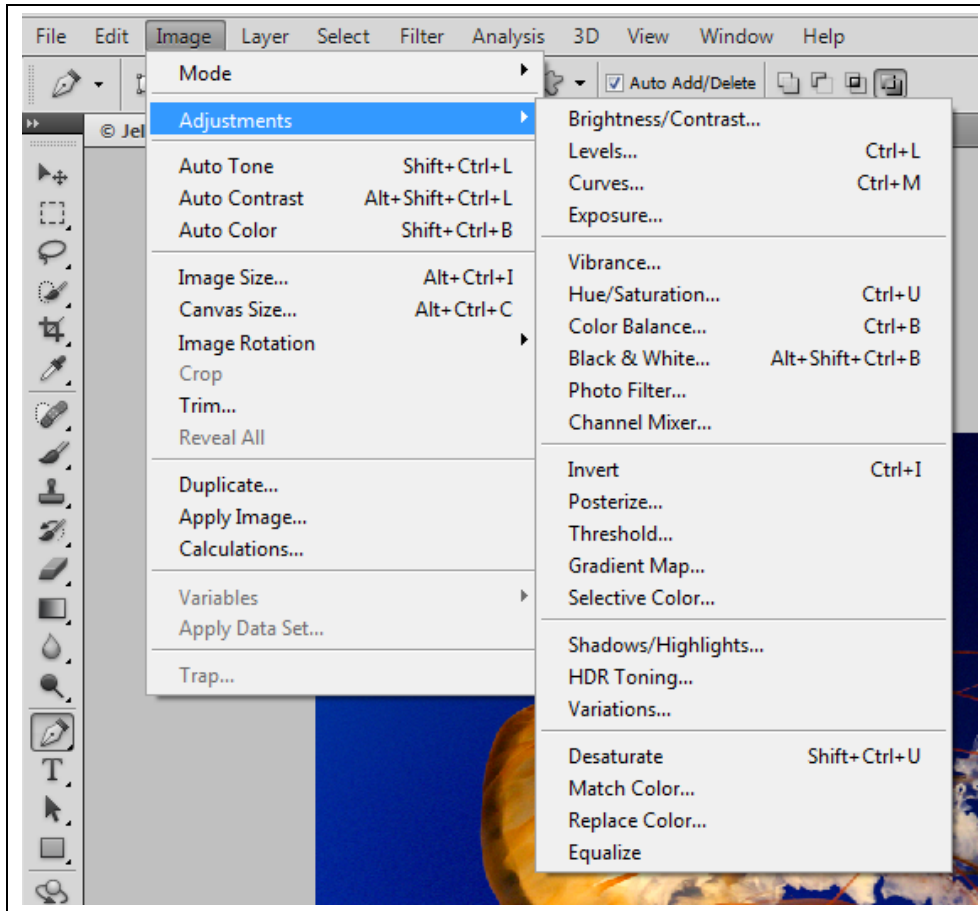 File Edit Image Layer Select Filter Analysis 3D View Window Help
Auto Add/Delete
© Jel
Mode
Adjustments
Auto Tone Shift+Ctrl+L
Auto Contrast Alt+Shift+Ctrl+L
Auto Color Shift+Ctrl+B
Image Size... Alt+Ctrl+I
Canvas Size... Alt+Ctrl+C
Image Rotation
Crop
Trim...
Reveal All
Duplicate...
Apply Image...
Calculations...
Variables
Apply Data Set...
Trap...
Brightness/Contrast...
Levels... Ctrl+L
Curves... Ctrl+M
Exposure...
Vibrance...
Hue/Saturation... Ctrl+U
Color Balance... Ctrl+B
Black & White... Alt+Shift+Ctrl+B
Photo Filter...
Channel Mixer...
Invert Ctrl+I
Posterize...
Threshold...
Gradient Map...
Selective Color...
Shadows/Highlights...
HDR Toning...
Variations...
Desaturate Shift+Ctrl+U
Match Color...
Replace Color...
Equalize
T